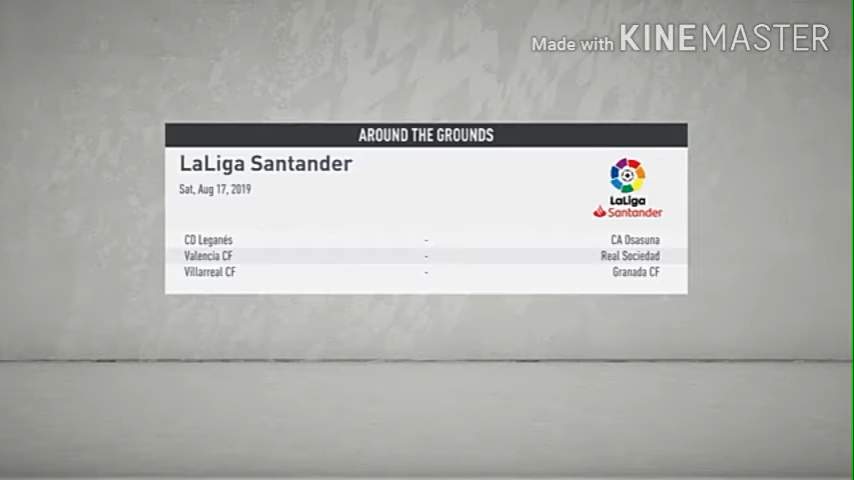 Made with KINEMASTER
AROUND THE GROUNDS
LaLiga Santander
Sat, Aug 17, 2019
LaLiga
Santander
CD Leganés - CA Osasuna
Valencia CF - Real Sociedad
Villarreal CF - Granada CF